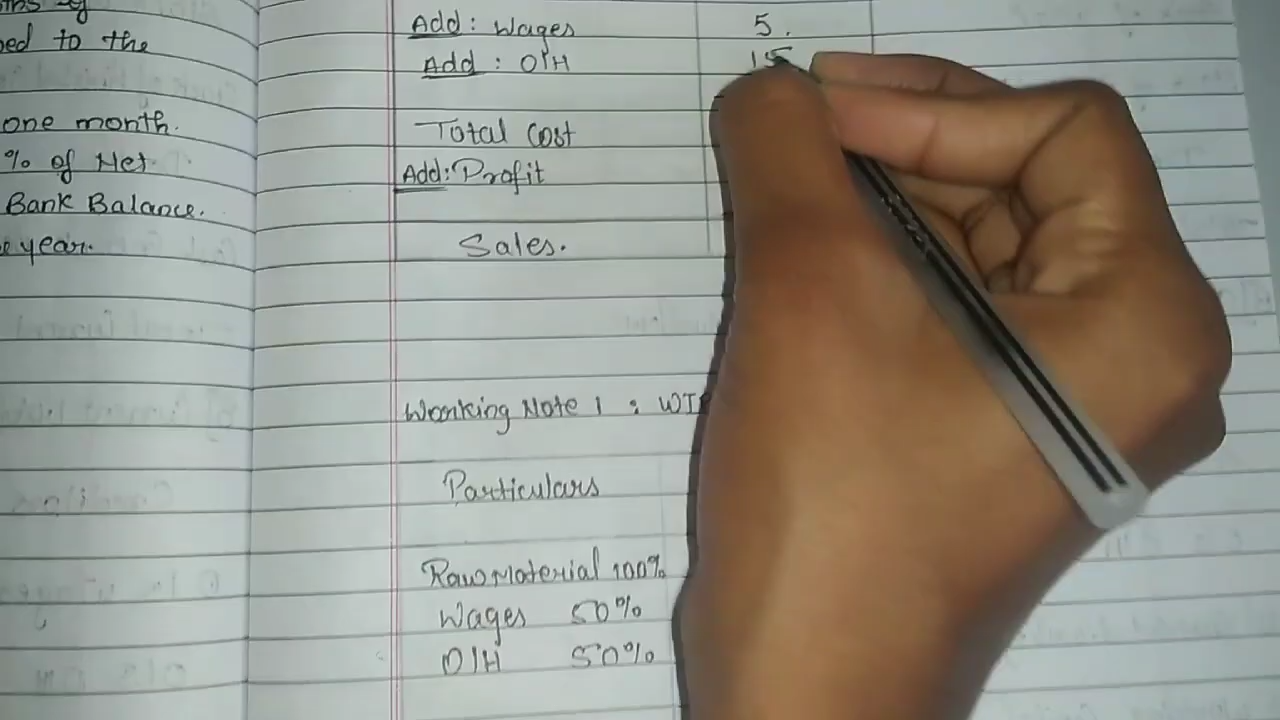 ed to the
one month.
% of Net
Bank Balance.
year.
Add: Wages 5.
Add: O/H 15
Total Cost
Add: Profit
Sales.
Working Note 1 : WI
Particulars
Raw Material 100%
Wages 50%
O/H 50%